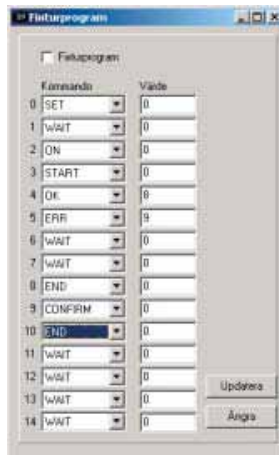 Fixturprogram
Fixturprogram
Kommando Värde
0 SET 0
1 WAIT 0
2 ON 0
3 START 0
4 OK 8
5 ERR 9
6 WAIT 0
7 WAIT 0
8 END 0
9 CONFIRM 0
10 END 0
11 WAIT 0
12 WAIT 0
13 WAIT 0
14 WAIT 0
Updatera
Ångra